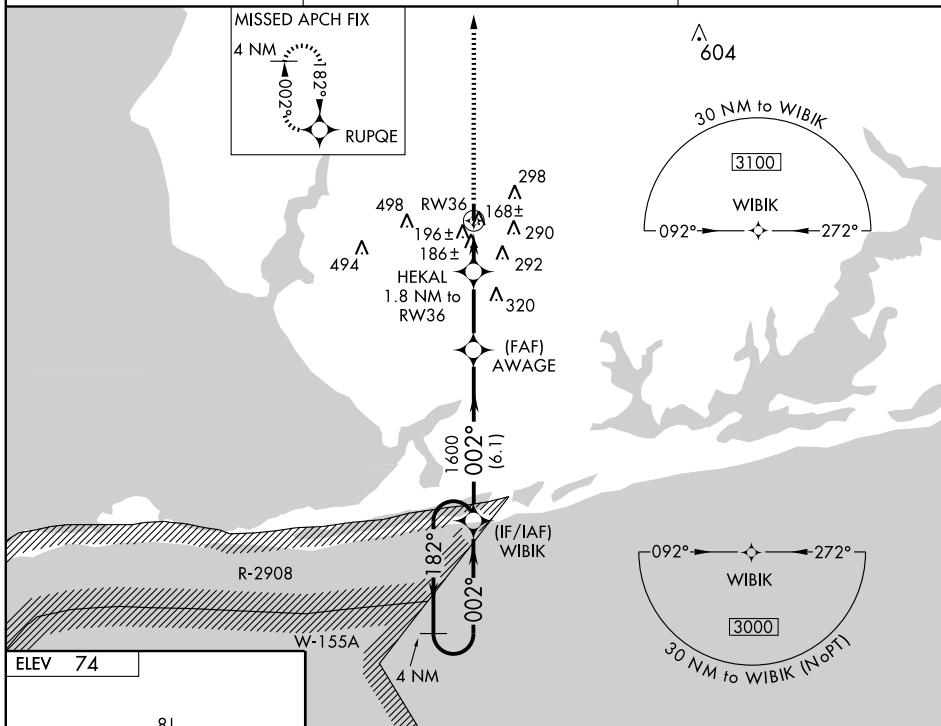 MISSED APCH FIX
4 NM
002°
182°
RUPQE
604
30 NM to WIBIK
3100
WIBIK
092°
272°
298
498
RW36
168±
196±
290
186±
292
494
HEKAL
1.8 NM to
RW36
320
(FAF)
AWAGE
1600
002°
(6.1)
(IF/IAF)
WIBIK
182°
002°
R-2908
W-155A
4 NM
092°
272°
WIBIK
3000
30 NM to WIBIK (NoPT)
ELEV 74